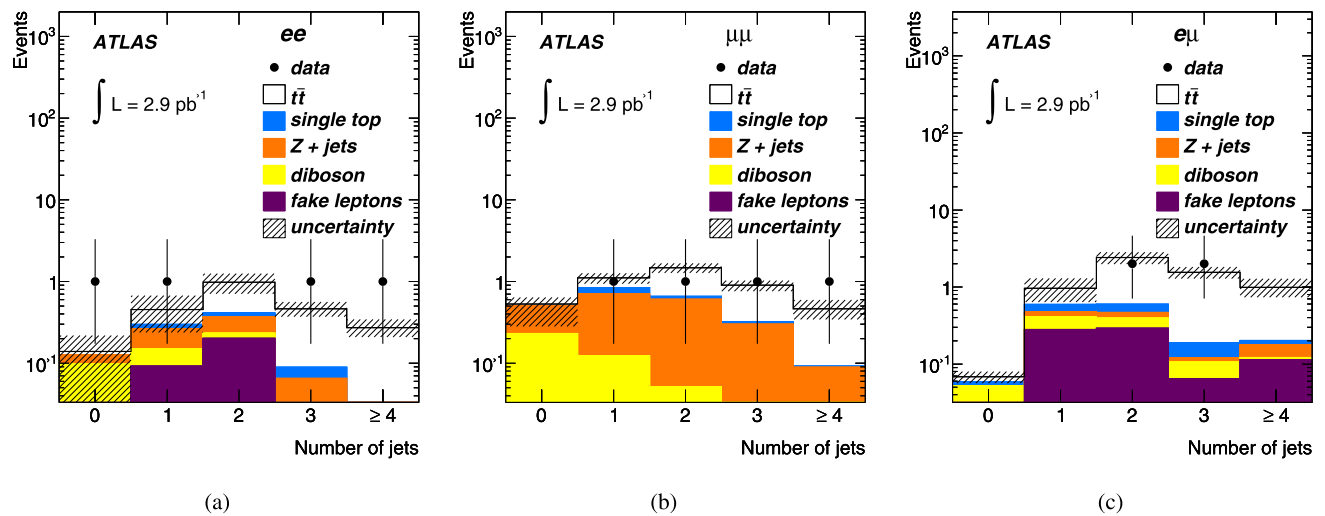 Events
10³
10²
10
1
10⁻¹
ATLAS
ee
∫ L = 2.9 pb⁻¹
data
tt̄
single top
Z + jets
diboson
fake leptons
uncertainty
0 1 2 3 ≥ 4
Number of jets
(a)
Events
10³
10²
10
1
10⁻¹
ATLAS
μμ
∫ L = 2.9 pb⁻¹
data
tt̄
single top
Z + jets
diboson
fake leptons
uncertainty
0 1 2 3 ≥ 4
Number of jets
(b)
Events
10³
10²
10
1
10⁻¹
ATLAS
eμ
∫ L = 2.9 pb⁻¹
data
tt̄
single top
Z + jets
diboson
fake leptons
uncertainty
0 1 2 3 ≥ 4
Number of jets
(c)